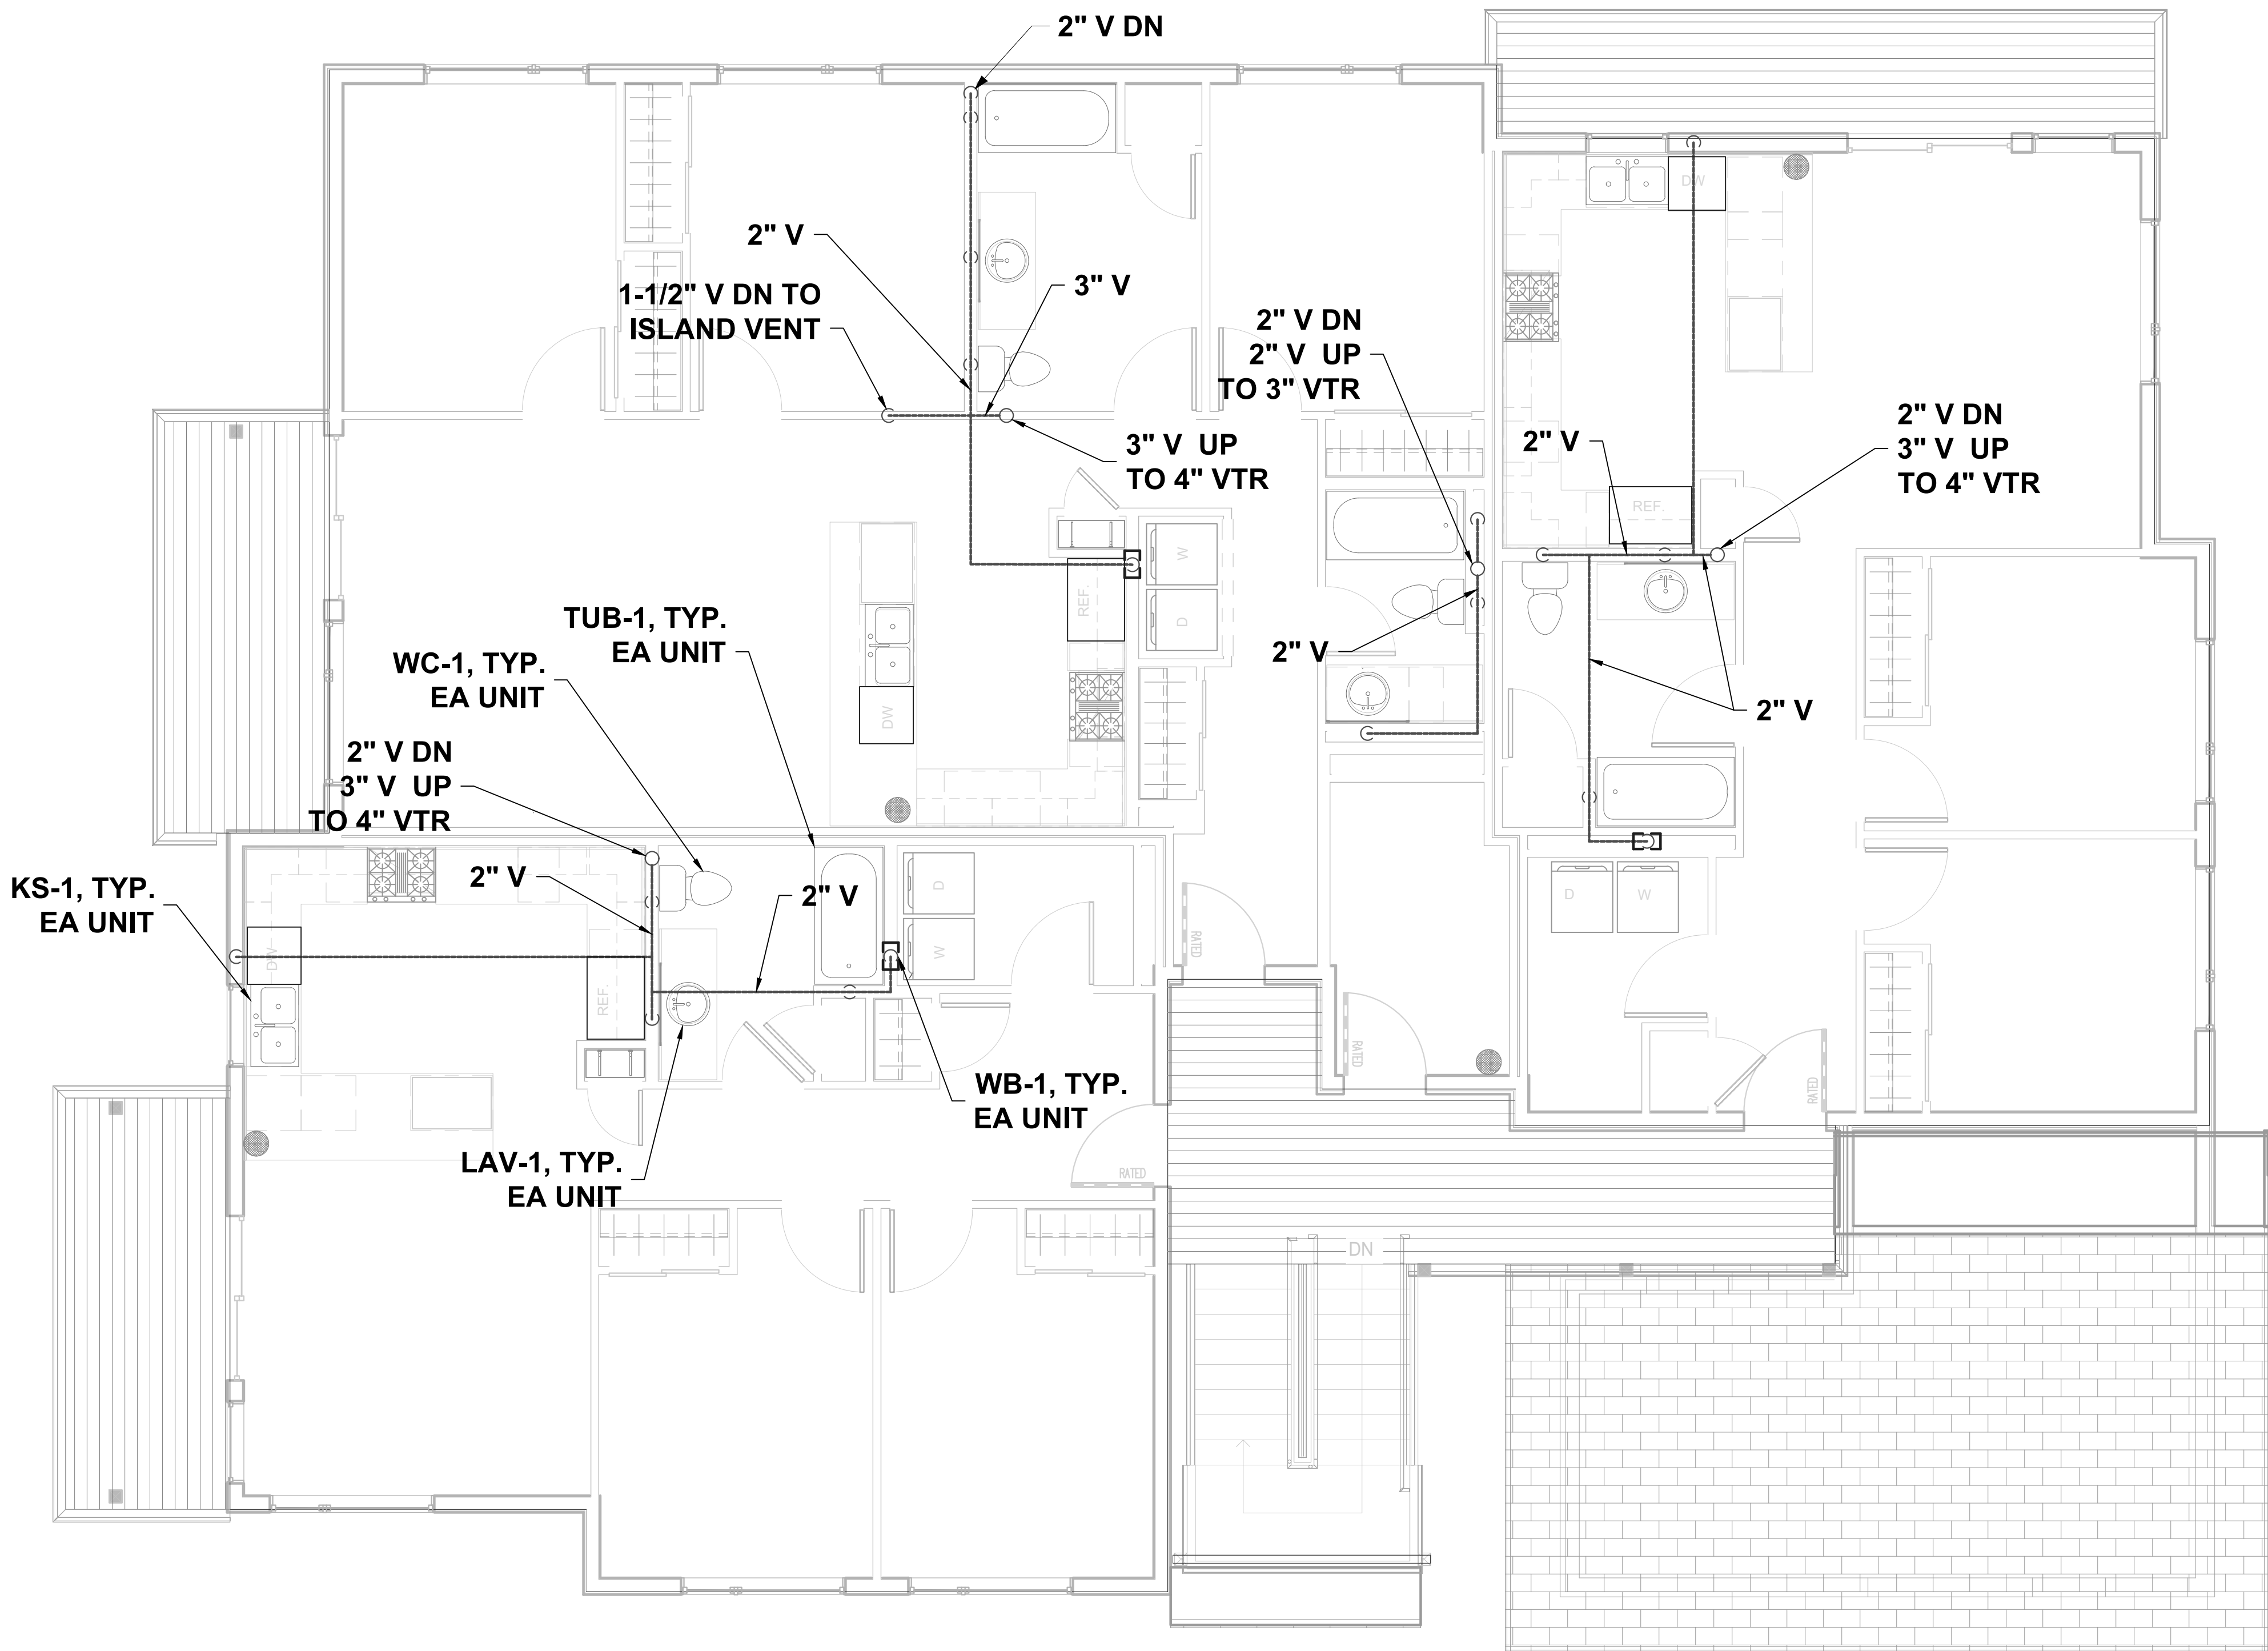 2" V DN
2" V
3" V
1-1/2" V DN TO
ISLAND VENT
DW
2" V DN
2" V UP
TO 3" VTR
3" V UP
TO 4" VTR
2" V
2" V DN
3" V UP
TO 4" VTR
REF.
W
REF.
D
TUB-1, TYP.
EA UNIT
WC-1, TYP.
EA UNIT
2" V
DW
2" V
2" V DN
3" V UP
TO 4" VTR
KS-1, TYP.
EA UNIT
2" V
2" V
D
D
W
DW
W
RATED
REF.
RATED
WB-1, TYP.
EA UNIT
RATED
LAV-1, TYP.
EA UNIT
RATED
DN